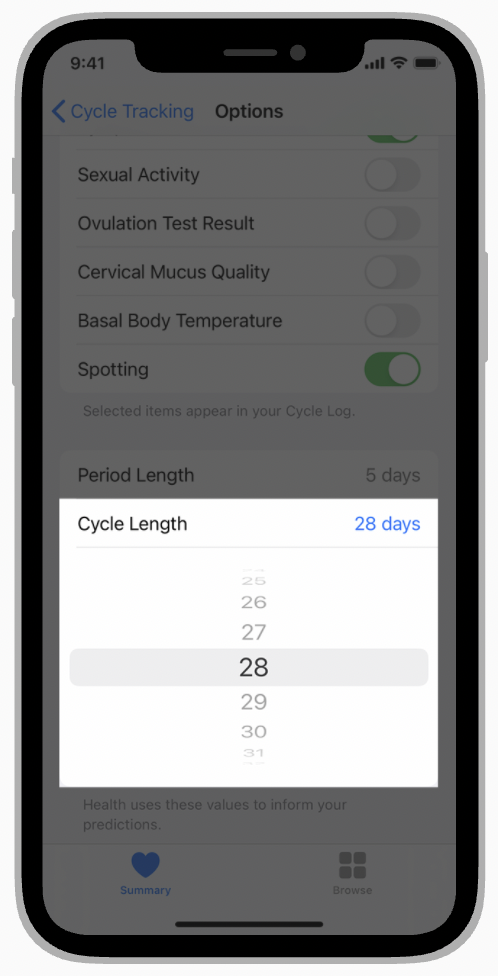 9:41
Cycle Tracking Options
Sexual Activity
Ovulation Test Result
Cervical Mucus Quality
Basal Body Temperature
Spotting
Selected items appear in your Cycle Log.
Period Length 5 days
Cycle Length 28 days
25
26
27
28
29
30
31
Health uses these values to inform your
predictions.
Summary Browse